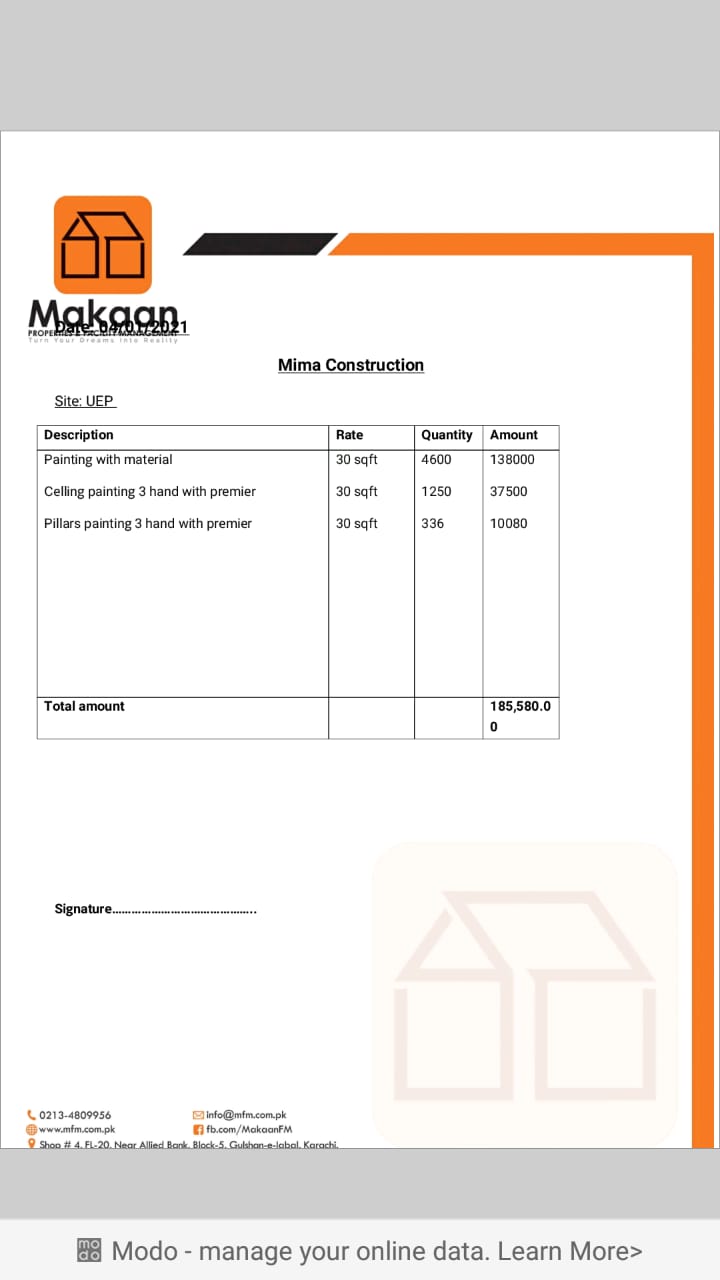 Makaan
PROPERTIES & FACILITY MANAGEMENT
Turn Your Dreams Into Reality
Date: 04/01/2021
Mima Construction
Site: UEP
Description Rate Quantity Amount
Painting with material 30 sqft 4600 138000
Celling painting 3 hand with premier 30 sqft 1250 37500
Pillars painting 3 hand with premier 30 sqft 336 10080
Total amount 185,580.0
0
Signature.............................................
0213-4809956 info@mfm.com.pk
www.mfm.com.pk fb.com/MakaanFM
Shop # 4, FL-20, Near Allied Bank, Block-5, Gulshan-e-Iqbal, Karachi.
modo Modo - manage your online data. Learn More>